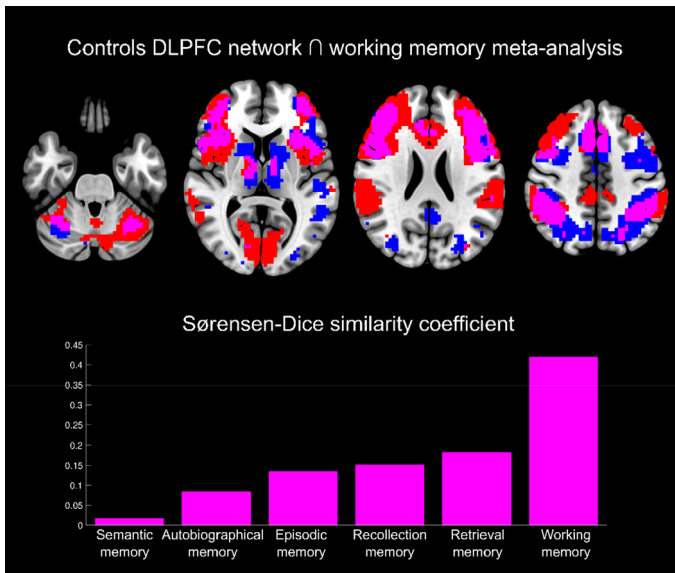 Controls DLPFC network ∩ working memory meta-analysis
Sørensen-Dice similarity coefficient
0.45
0.4
0.35
0.3
0.25
0.2
0.15
0.1
0.05
0
Semantic memory
Autobiographical memory
Episodic memory
Recollection memory
Retrieval memory
Working memory